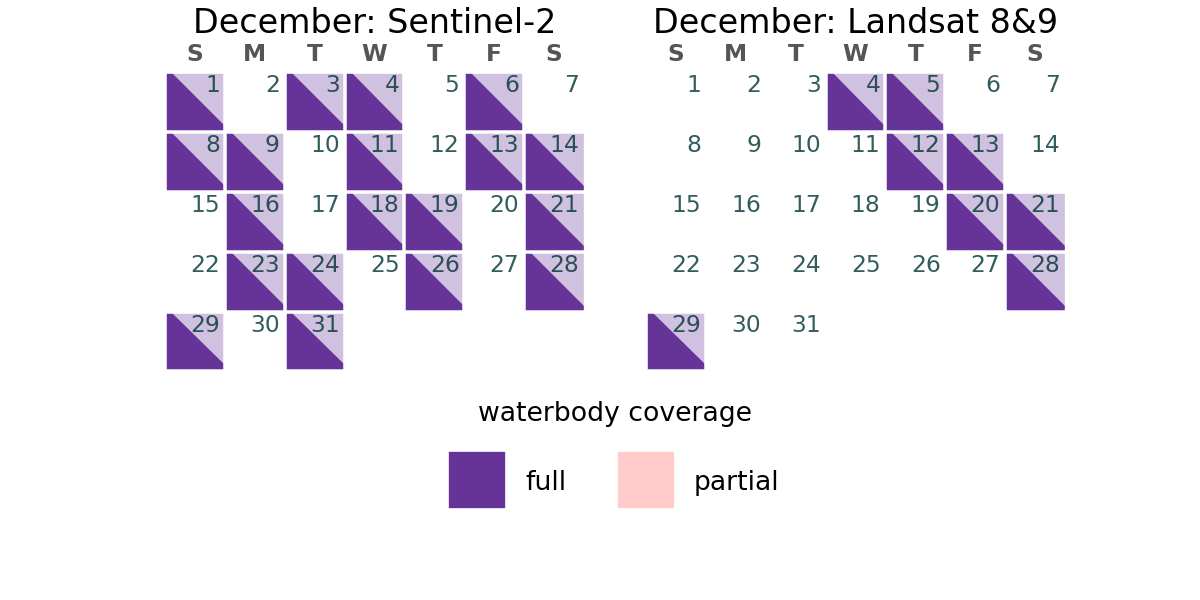 December: Sentinel-2
S M T W T F S
1 2 3 4 5 6 7
8 9 10 11 12 13 14
15 16 17 18 19 20 21
22 23 24 25 26 27 28
29 30 31
December: Landsat 8&9
S M T W T F S
1 2 3 4 5 6 7
8 9 10 11 12 13 14
15 16 17 18 19 20 21
22 23 24 25 26 27 28
29 30 31
waterbody coverage
full partial